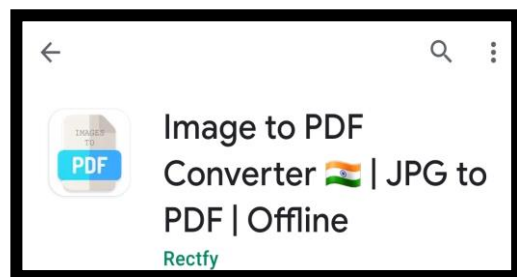 IMAGES
TO
PDF
Image to PDF
Converter 🇮🇳 | JPG to
PDF | Offline
Rectfy